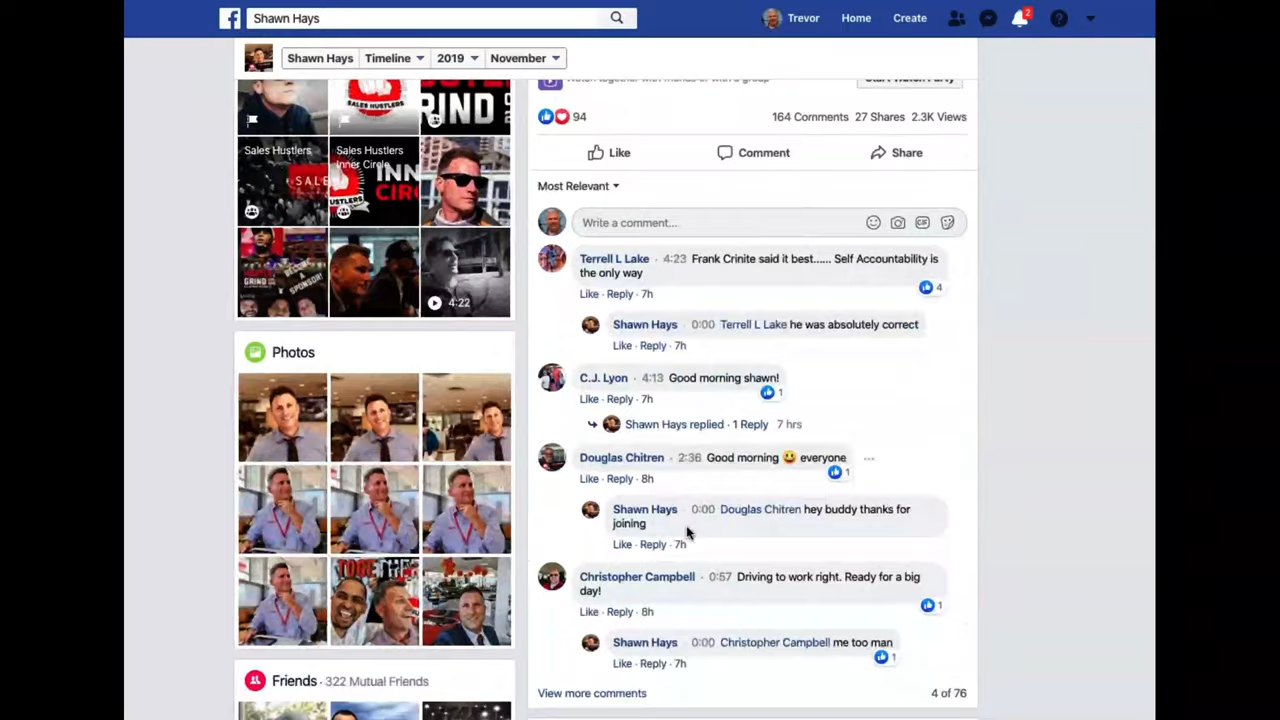 Shawn Hays
Trevor
Home
Create
2
Shawn Hays
Timeline
2019
November
94
164 Comments 27 Shares 2.3K Views
Like
Comment
Share
Most Relevant
Write a comment...
GIF
Terrell L Lake · 4:23 Frank Crinite said it best...... Self Accountability is
the only way
4
Like · Reply · 7h
Shawn Hays 0:00 Terrell L Lake he was absolutely correct
Like · Reply · 7h
C.J. Lyon · 4:13 Good morning shawn!
1
Like · Reply · 7h
Shawn Hays replied · 1 Reply 7 hrs
Douglas Chitren · 2:36 Good morning 😃 everyone
1
Like · Reply · 8h
Shawn Hays 0:00 Douglas Chitren hey buddy thanks for
joining
Like · Reply · 7h
Christopher Campbell · 0:57 Driving to work right. Ready for a big
day!
1
Like · Reply · 8h
Shawn Hays 0:00 Christopher Campbell me too man
1
Like · Reply · 7h
View more comments
4 of 76
SALES
HUSTLERS
GRIND
Sales Hustlers
Sales Hustlers
Inner Circle
4:22
Photos
Friends · 322 Mutual Friends